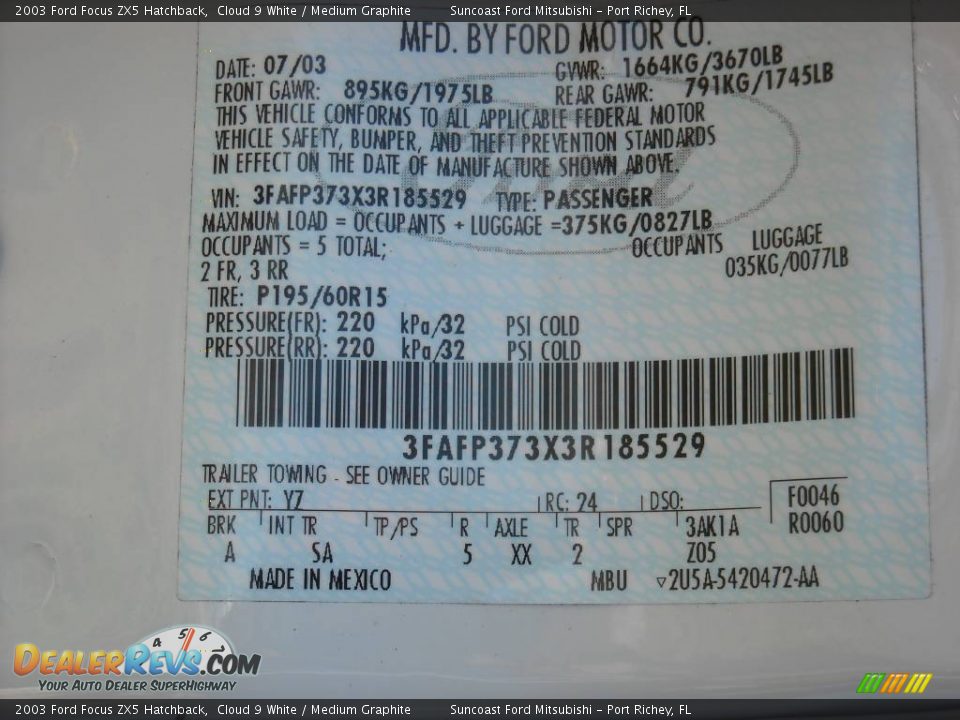 2003 Ford Focus ZX5 Hatchback, Cloud 9 White / Medium Graphite Suncoast Ford Mitsubishi - Port Richey, FL
MFD. BY FORD MOTOR CO.
DATE: 07/03 GVWR: 1664KG/3670LB
FRONT GAWR: 895KG/1975LB REAR GAWR: 791KG/1745LB
THIS VEHICLE CONFORMS TO ALL APPLICABLE FEDERAL MOTOR
VEHICLE SAFETY, BUMPER, AND THEFT PREVENTION STANDARDS
IN EFFECT ON THE DATE OF MANUFACTURE SHOWN ABOVE.
VIN: 3FAFP373X3R185529 TYPE: PASSENGER
MAXIMUM LOAD = OCCUPANTS + LUGGAGE =375KG/0827LB
OCCUPANTS = 5 TOTAL; OCCUPANTS LUGGAGE
2 FR, 3 RR 035KG/0077LB
TIRE: P195/60R15
PRESSURE(FR): 220 kPa/32 PSI COLD
PRESSURE(RR): 220 kPa/32 PSI COLD
3FAFP373X3R185529
TRAILER TOWING - SEE OWNER GUIDE
EXT PNT: YZ RC: 24 DSO: F0046
BRK INT TR TP/PS R AXLE TR SPR 3AK1A R0060
A SA 5 XX 2 Z05
MADE IN MEXICO MBU ▿2U5A-5420472-AA
4 5 6
DEALERREVS.COM
YOUR AUTO DEALER SUPERHIGHWAY
2003 Ford Focus ZX5 Hatchback, Cloud 9 White / Medium Graphite Suncoast Ford Mitsubishi - Port Richey, FL